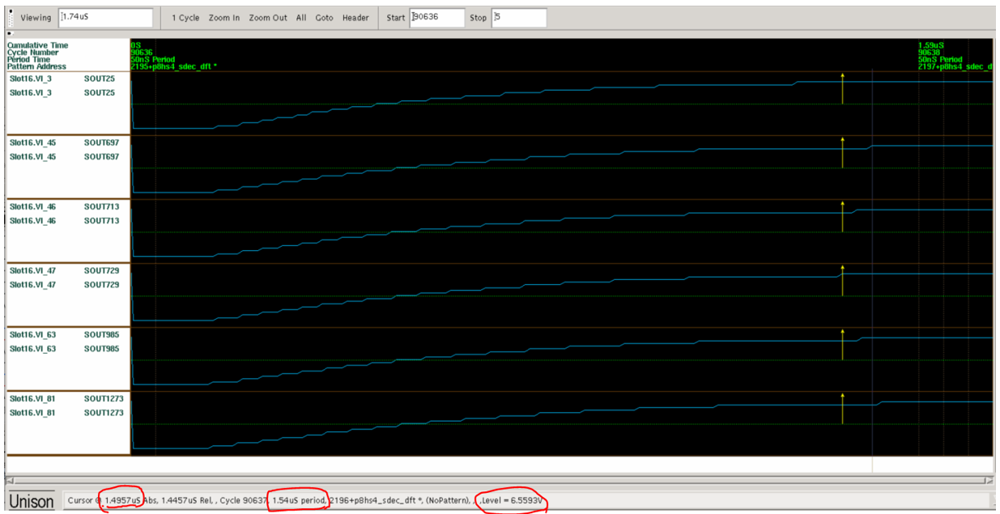 Viewing 1.74uS 1 Cycle Zoom In Zoom Out All Goto Header Start 90636 Stop 5
Cumulative Time 0S 1.59uS
Cycle Number 90636 90638
Period Time 50nS Period 50nS Period
Pattern Address 2195+p8hs4_sdec_dft * 2197+p8hs4_sdec_d
Slot16.VI_3 SOUT25
Slot16.VI_3 SOUT25
Slot16.VI_45 SOUT697
Slot16.VI_45 SOUT697
Slot16.VI_46 SOUT713
Slot16.VI_46 SOUT713
Slot16.VI_47 SOUT729
Slot16.VI_47 SOUT729
Slot16.VI_63 SOUT985
Slot16.VI_63 SOUT985
Slot16.VI_81 SOUT1273
Slot16.VI_81 SOUT1273
Unison Cursor @ 1.4957uS Abs, 1.4457uS Rel, , Cycle 90637, 1.54uS period, 2196+p8hs4_sdec_dft *, (NoPattern), , ,Level = 6.5593V